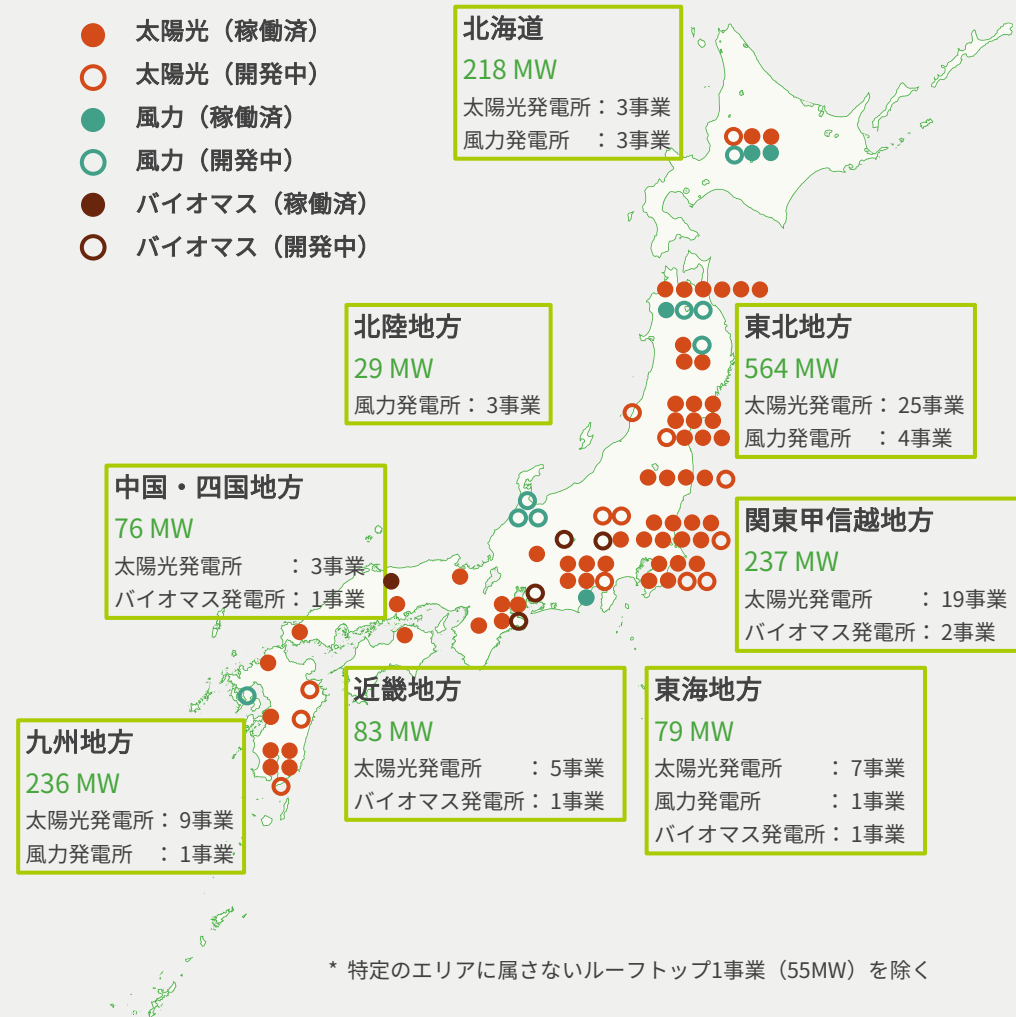 太陽光（稼働済）
太陽光（開発中）
風力（稼働済）
風力（開発中）
バイオマス（稼働済）
バイオマス（開発中）
北海道
218 MW
太陽光発電所： 3事業
風力発電所　： 3事業
北陸地方
29 MW
風力発電所： 3事業
東北地方
564 MW
太陽光発電所： 25事業
風力発電所　： 4事業
中国・四国地方
76 MW
太陽光発電所　　： 3事業
バイオマス発電所： 1事業
関東甲信越地方
237 MW
太陽光発電所　　： 19事業
バイオマス発電所： 2事業
近畿地方
83 MW
太陽光発電所　　： 5事業
バイオマス発電所： 1事業
東海地方
79 MW
太陽光発電所　　： 7事業
風力発電所　　　： 1事業
バイオマス発電所： 1事業
九州地方
236 MW
太陽光発電所： 9事業
風力発電所　： 1事業
* 特定のエリアに属さないルーフトップ1事業（55MW）を除く